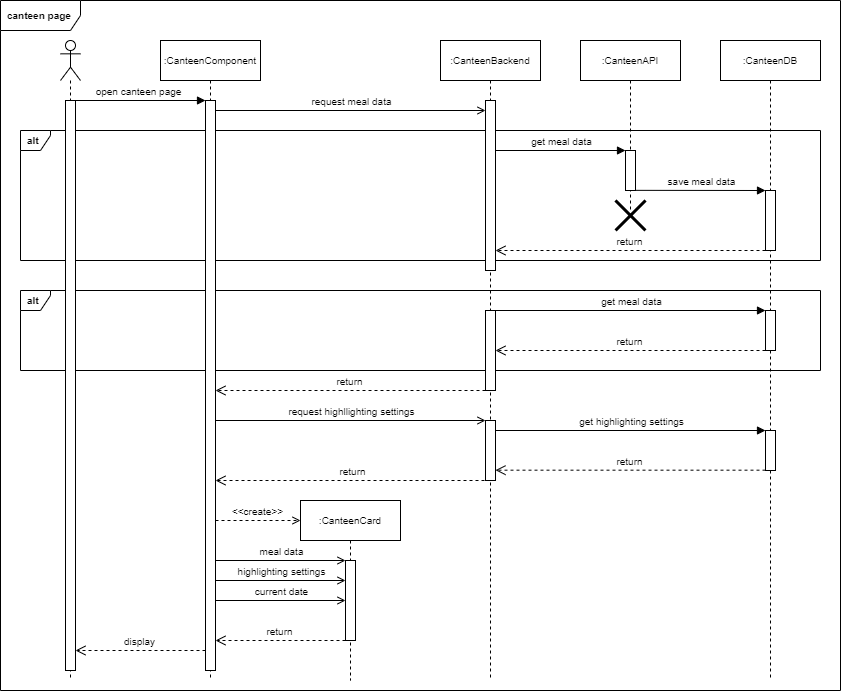 canteen page
:CanteenComponent
:CanteenBackend
:CanteenAPI
:CanteenDB
open canteen page
request meal data
alt
get meal data
save meal data
return
alt
get meal data
return
return
request highllighting settings
get highlighting settings
return
return
<<create>>
:CanteenCard
meal data
highlighting settings
current date
return
display